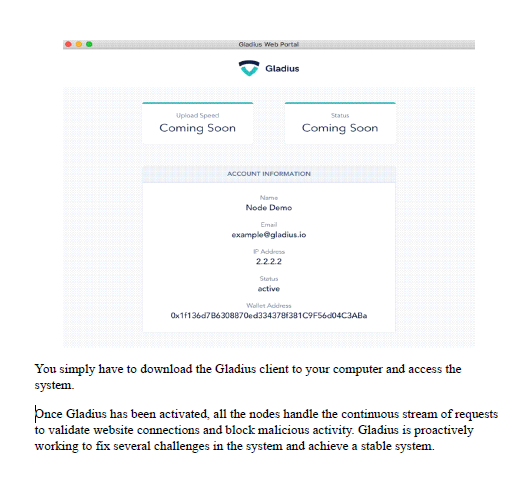 Gladius Web Portal
Gladius
Upload Speed
Coming Soon
Status
Coming Soon
ACCOUNT INFORMATION
Name
Node Demo
Email
example@gladius.io
IP Address
2.2.2.2
Status
active
Wallet Address
0x1f136d7B6308870ed334378f381C9F56d04C3ABa
You simply have to download the Gladius client to your computer and access the
system.
Once Gladius has been activated, all the nodes handle the continuous stream of requests
to validate website connections and block malicious activity. Gladius is proactively
working to fix several challenges in the system and achieve a stable system.